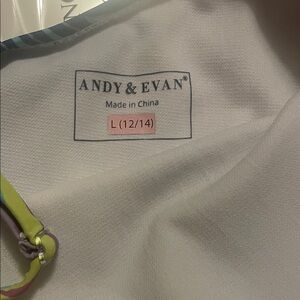 ANDY & EVAN®
Made in China
L (12/14)